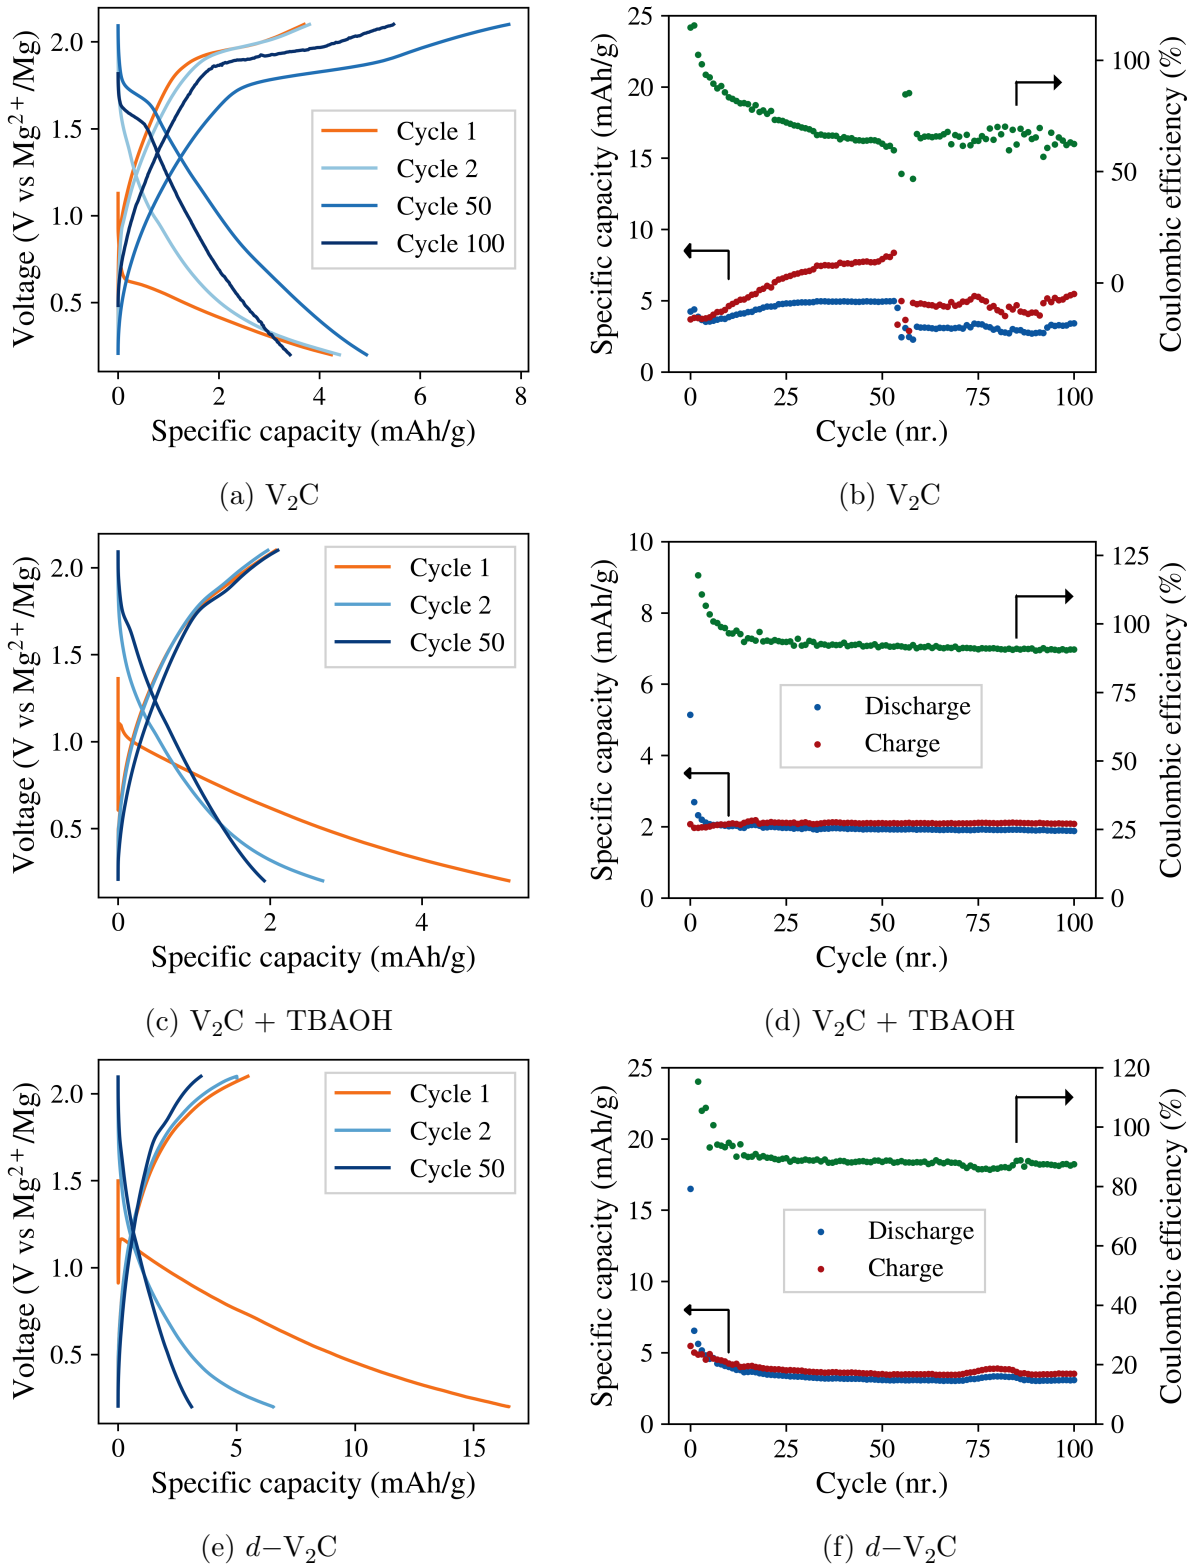 Voltage (V vs Mg2+/Mg)
2.0
1.5
1.0
0.5
Cycle 1
Cycle 2
Cycle 50
Cycle 100
0 2 4 6 8
Specific capacity (mAh/g)
(a) V2C
Specific capacity (mAh/g)
25
20
15
10
5
0
100
50
0
Coulombic efficiency (%)
0 25 50 75 100
Cycle (nr.)
(b) V2C
Voltage (V vs Mg2+/Mg)
2.0
1.5
1.0
0.5
Cycle 1
Cycle 2
Cycle 50
0 2 4
Specific capacity (mAh/g)
(c) V2C + TBAOH
Specific capacity (mAh/g)
10
8
6
4
2
0
Discharge
Charge
125
100
75
50
25
0
Coulombic efficiency (%)
0 25 50 75 100
Cycle (nr.)
(d) V2C + TBAOH
Voltage (V vs Mg2+/Mg)
2.0
1.5
1.0
0.5
Cycle 1
Cycle 2
Cycle 50
0 5 10 15
Specific capacity (mAh/g)
(e) d−V2C
Specific capacity (mAh/g)
25
20
15
10
5
0
Discharge
Charge
120
100
80
60
40
20
0
Coulombic efficiency (%)
0 25 50 75 100
Cycle (nr.)
(f) d−V2C